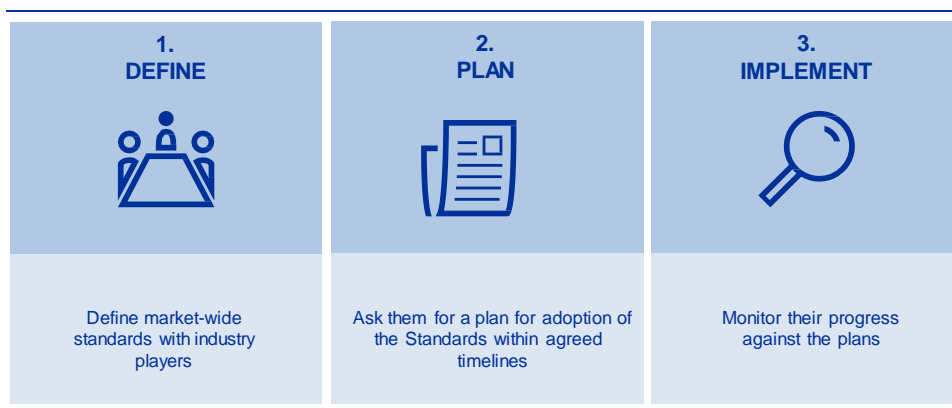 1.
DEFINE
Define market-wide
standards with industry
players
2.
PLAN
Ask them for a plan for adoption of
the Standards within agreed
timelines
3.
IMPLEMENT
Monitor their progress
against the plans